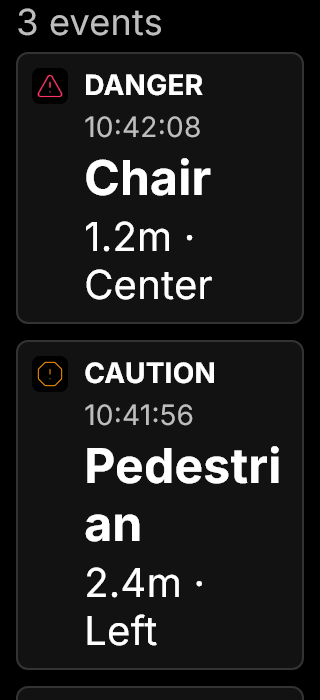 3 events
DANGER
10:42:08
Chair
1.2m ·
Center
CAUTION
10:41:56
Pedestri
an
2.4m ·
Left